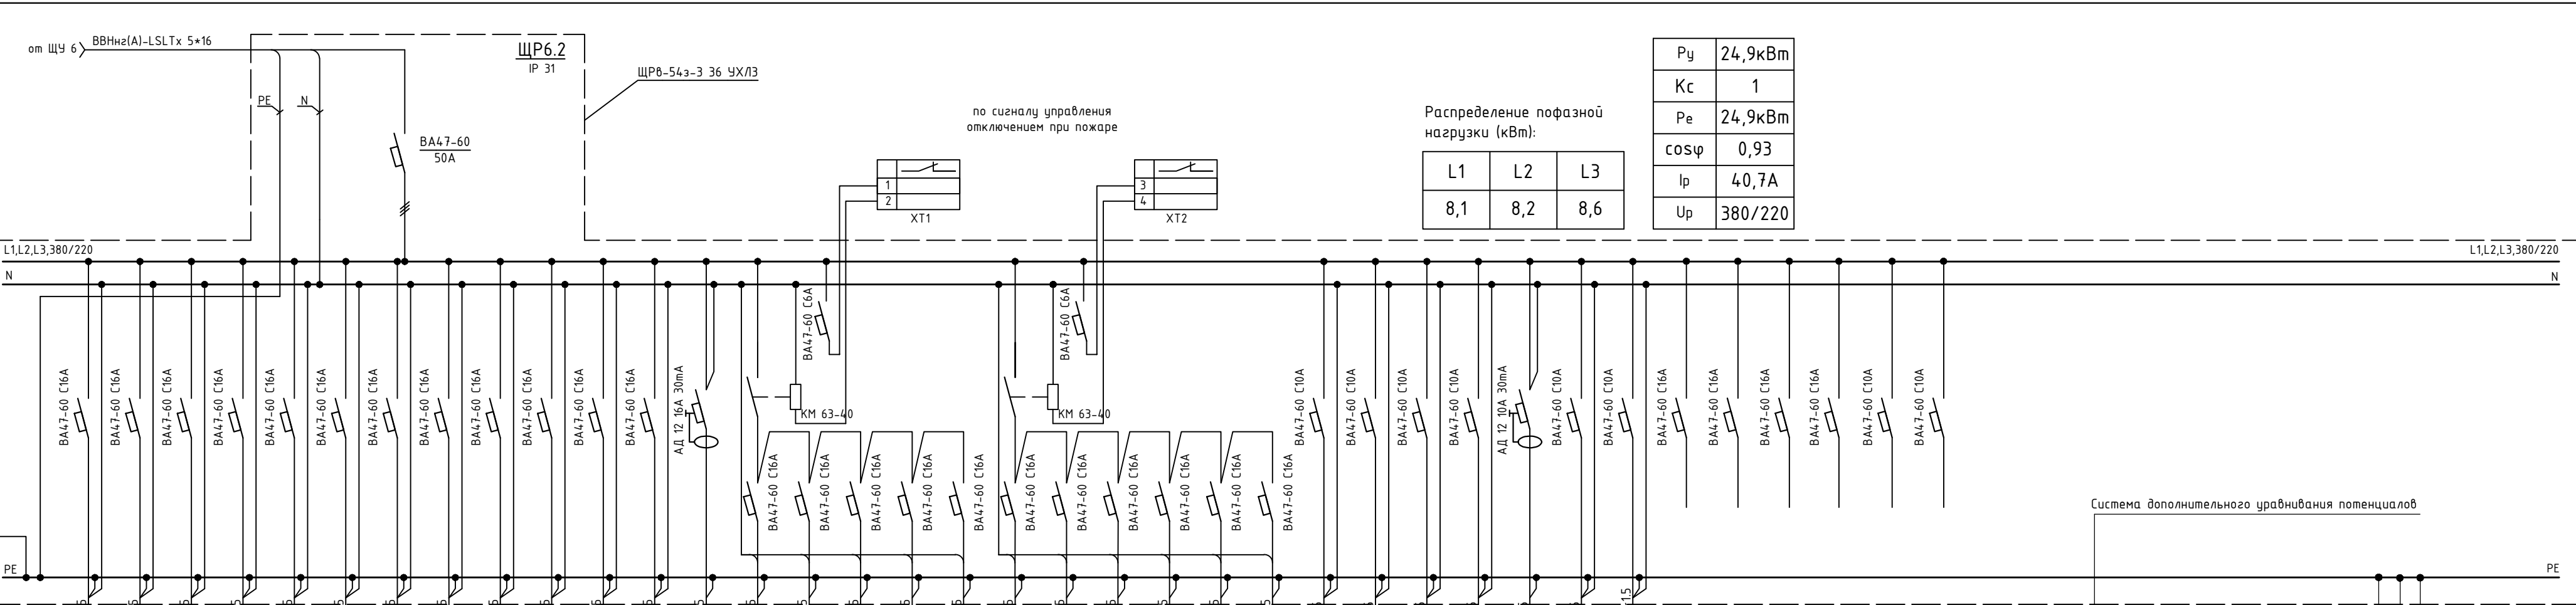 от ЩУ 6
ВВНнг(А)-LSLTx 5*16
ЩР6.2
IP 31
ЩРв-54з-3 36 УХЛ3
PE
N
ВА47-60
50А
по сигналу управления
отключением при пожаре
1
2
ХТ1
3
4
ХТ2
Распределение пофазной
нагрузки (кВт):
L1 L2 L3
8,1 8,2 8,6
Ру 24,9кВт
Кс 1
Ре 24,9кВт
cosφ 0,93
Iр 40,7А
Uр 380/220
L1,L2,L3,380/220
L1,L2,L3,380/220
N
N
ВА47-60 С16А
ВА47-60 С16А
ВА47-60 С16А
ВА47-60 С16А
ВА47-60 С16А
ВА47-60 С16А
ВА47-60 С16А
ВА47-60 С16А
ВА47-60 С16А
ВА47-60 С16А
ВА47-60 С16А
ВА47-60 С16А
АД 12 16А 30mA
ВА47-60 С6А
КМ 63-40
ВА47-60 С16А
ВА47-60 С16А
ВА47-60 С16А
ВА47-60 С16А
ВА47-60 С16А
ВА47-60 С6А
КМ 63-40
ВА47-60 С16А
ВА47-60 С16А
ВА47-60 С16А
ВА47-60 С16А
ВА47-60 С16А
ВА47-60 С16А
ВА47-60 С10А
ВА47-60 С10А
ВА47-60 С10А
ВА47-60 С10А
АД 12 10А 30mA
ВА47-60 С10А
ВА47-60 С10А
ВА47-60 С16А
ВА47-60 С16А
ВА47-60 С16А
ВА47-60 С16А
ВА47-60 С10А
ВА47-60 С10А
Система дополнительного уравнивания потенциалов
PE
PE
1.5